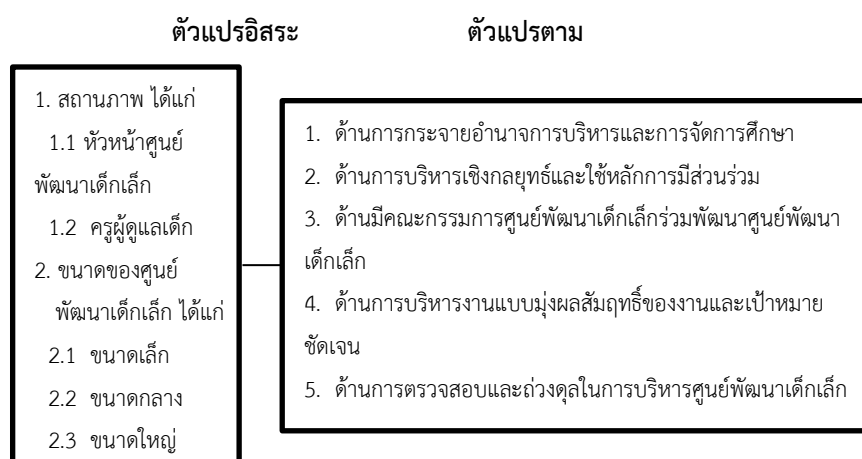 ตัวแปรอิสระ
ตัวแปรตาม
1. สถานภาพ ได้แก่
1.1 หัวหน้าศูนย์
พัฒนาเด็กเล็ก
1.2 ครูผู้ดูแลเด็ก
2. ขนาดของศูนย์
พัฒนาเด็กเล็ก ได้แก่
2.1 ขนาดเล็ก
2.2 ขนาดกลาง
2.3 ขนาดใหญ่
1. ด้านการกระจายอำนาจการบริหารและการจัดการศึกษา
2. ด้านการบริหารเชิงกลยุทธ์และใช้หลักการมีส่วนร่วม
3. ด้านมีคณะกรรมการศูนย์พัฒนาเด็กเล็กร่วมพัฒนาศูนย์พัฒนา
เด็กเล็ก
4. ด้านการบริหารงานแบบมุ่งผลสัมฤทธิ์ของงานและเป้าหมาย
ชัดเจน
5. ด้านการตรวจสอบและถ่วงดุลในการบริหารศูนย์พัฒนาเด็กเล็ก